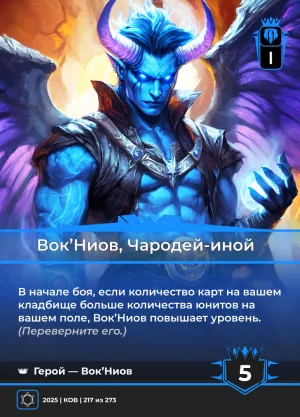 I
Вок’Ниов, Чародей-иной
В начале боя, если количество карт на вашем
кладбище больше количества юнитов на
вашем поле, Вок’Ниов повышает уровень.
(Переверните его.)
Герой — Вок’Ниов
5
2025 | КОВ | 217 из 273